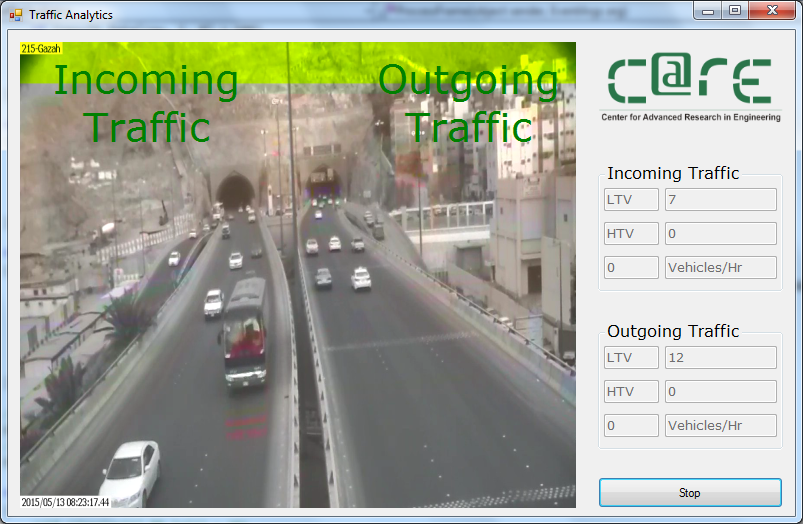 Traffic Analytics
215-Gazah
Incoming
Traffic
Outgoing
Traffic
2015/05/13 08:23:17.44
C@rE
Center for Advanced Research in Engineering
Incoming Traffic
LTV 7
HTV 0
0 Vehicles/Hr
Outgoing Traffic
LTV 12
HTV 0
0 Vehicles/Hr
Stop